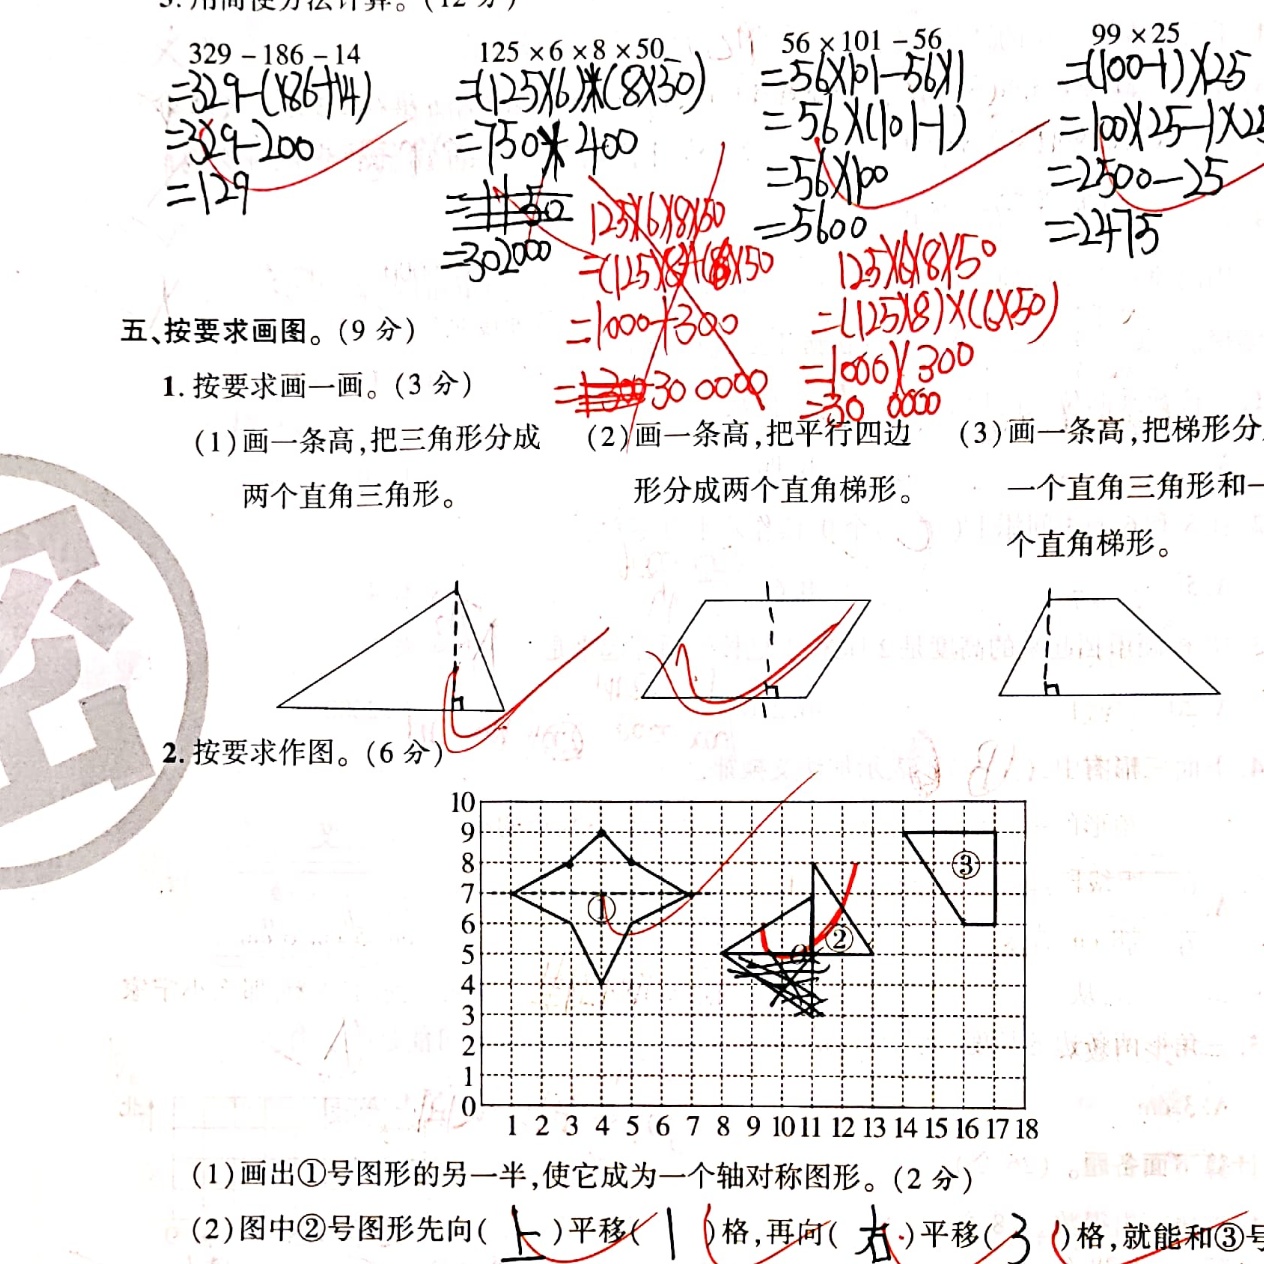 3. 用简便方法计算。(12 分)
329 − 186 − 14
=329-(186+14)
=329-200
=129
125 × 6 × 8 × 50
=(125×6)×(8×50)
=750×400
=302000
125×6×8×50
=1000+300
30 0000
56 × 101 − 56
=56×101-56×1
=56×(101-1)
=56×100
=5600
125×6×8×50
=(125×8)×(6×50)
=1000×300
=30 0000
99 × 25
=(100-1)×25
=100×25-1×25
=2500-25
=2475
五、按要求画图。(9 分)
1. 按要求画一画。(3 分)
(1)画一条高,把三角形分成
两个直角三角形。
(2)画一条高,把平行四边
形分成两个直角梯形。
(3)画一条高,把梯形分
一个直角三角形和一
个直角梯形。
2. 按要求作图。(6 分)
10
9
8
7
6
5
4
3
2
1
0
① ② ③
1 2 3 4 5 6 7 8 9 10 11 12 13 14 15 16 17 18
(1)画出①号图形的另一半,使它成为一个轴对称图形。(2 分)
(2)图中②号图形先向( 上 )平移( 1 )格,再向( 右 )平移( 3 )格,就能和③号
密